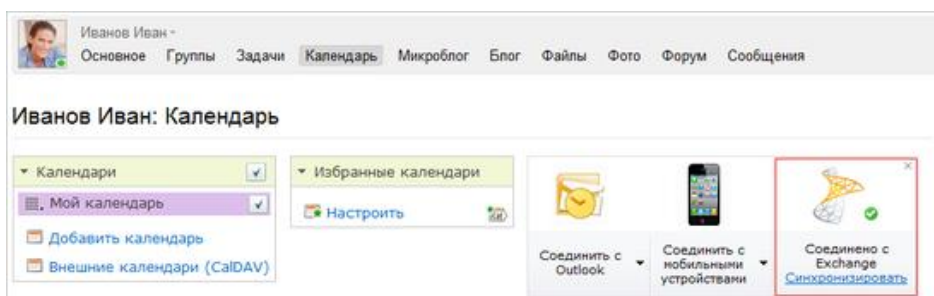 Иванов Иван -
Основное Группы Задачи Календарь Микроблог Блог Файлы Фото Форум Сообщения
Иванов Иван: Календарь
Календари
Мой календарь
Добавить календарь
Внешние календари (CalDAV)
Избранные календари
Настроить
Соединить с
Outlook
Соединить с
мобильными
устройствами
Соединено с
Exchange
Синхронизировать